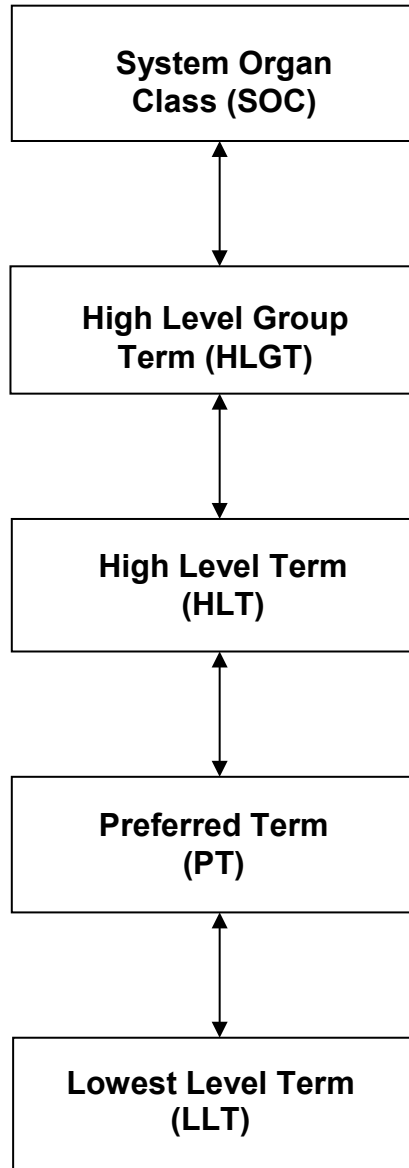 System Organ
Class (SOC)
High Level Group
Term (HLGT)
High Level Term
(HLT)
Preferred Term
(PT)
Lowest Level Term
(LLT)